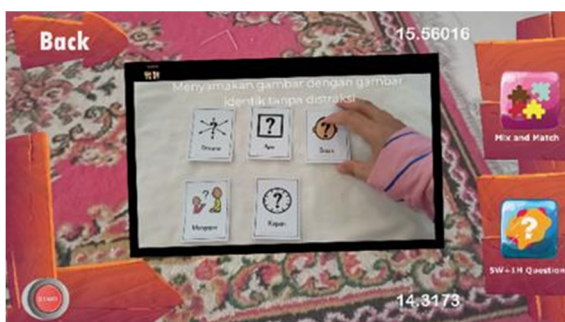 Back
15.56016
Menyamakan gambar dengan gambar
identik tanpa distraksi
Dimana
Apa
Siapa
Mengapa
Kapan
Mix and Match
5W+1H Question
START
14.3173